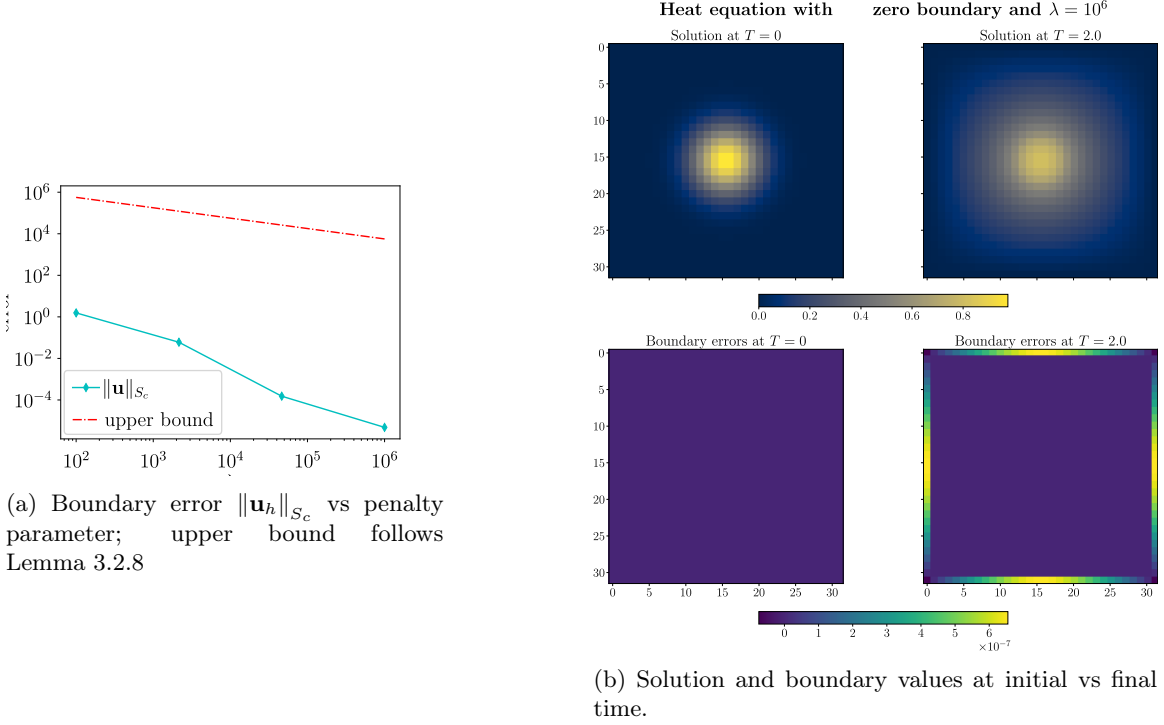 10^6
10^4
10^2
10^0
10^−2
10^−4
‖u‖_{S_c}
upper bound
10^2 10^3 10^4 10^5 10^6
(a) Boundary error ‖u_h‖_{S_c} vs penalty
parameter; upper bound follows
Lemma 3.2.8
Heat equation with zero boundary and λ = 10^6
Solution at T = 0
0
5
10
15
20
25
30
Solution at T = 2.0
0.0 0.2 0.4 0.6 0.8
Boundary errors at T = 0
0
5
10
15
20
25
30
0 5 10 15 20 25 30
Boundary errors at T = 2.0
0 5 10 15 20 25 30
0 1 2 3 4 5 6
×10^−7
(b) Solution and boundary values at initial vs final
time.